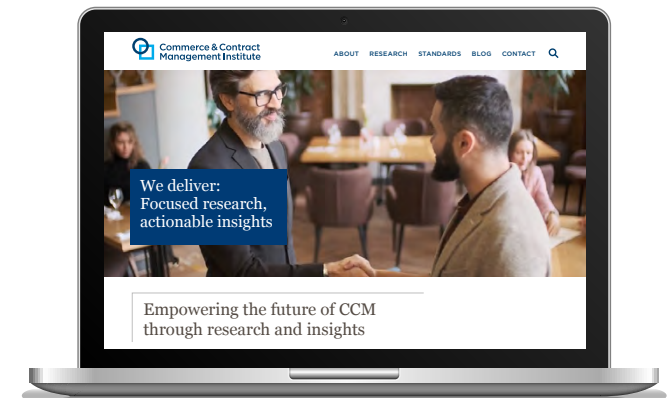 Commerce & Contract
Management Institute
ABOUT RESEARCH STANDARDS BLOG CONTACT
We deliver:
Focused research,
actionable insights
Empowering the future of CCM
through research and insights